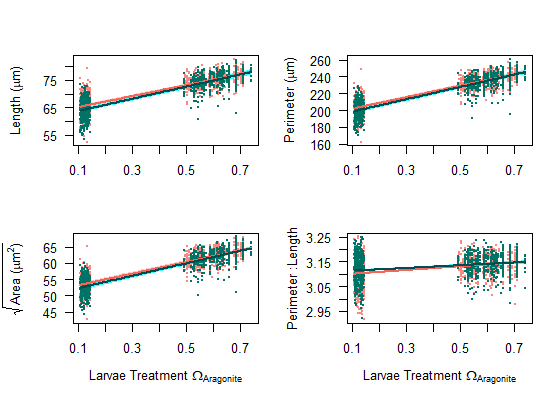 Length (μm)
75
65
55
0.1 0.3 0.5 0.7
Perimeter (μm)
260
240
220
200
180
160
0.1 0.3 0.5 0.7
√Area (μm²)
65
60
55
50
45
0.1 0.3 0.5 0.7
Larvae Treatment ΩAragonite
Perimeter :Length
3.25
3.15
3.05
2.95
0.1 0.3 0.5 0.7
Larvae Treatment ΩAragonite